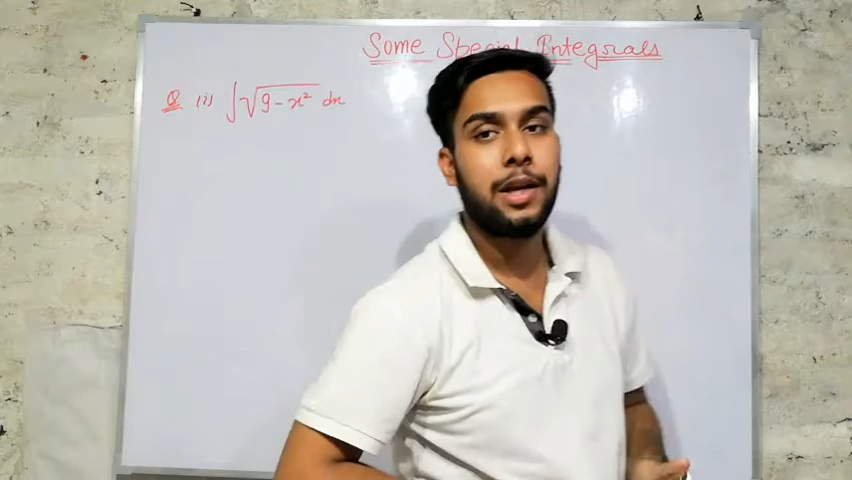 Some Special Integrals
Q (i) ∫√9-x² dx